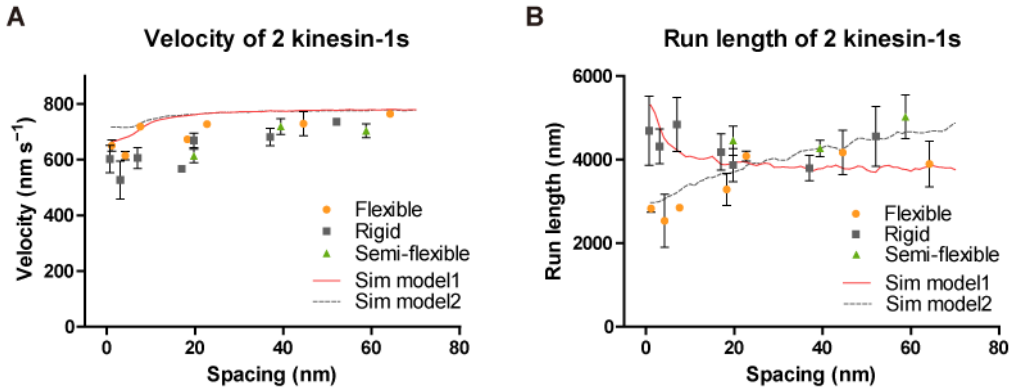 A
Velocity of 2 kinesin-1s
800
600
400
200
0
Velocity (nm s⁻¹)
Flexible
Rigid
Semi-flexible
Sim model1
Sim model2
0 20 40 60 80
Spacing (nm)
B
Run length of 2 kinesin-1s
6000
4000
2000
0
Run length (nm)
Flexible
Rigid
Semi-flexible
Sim model1
Sim model2
0 20 40 60 80
Spacing (nm)